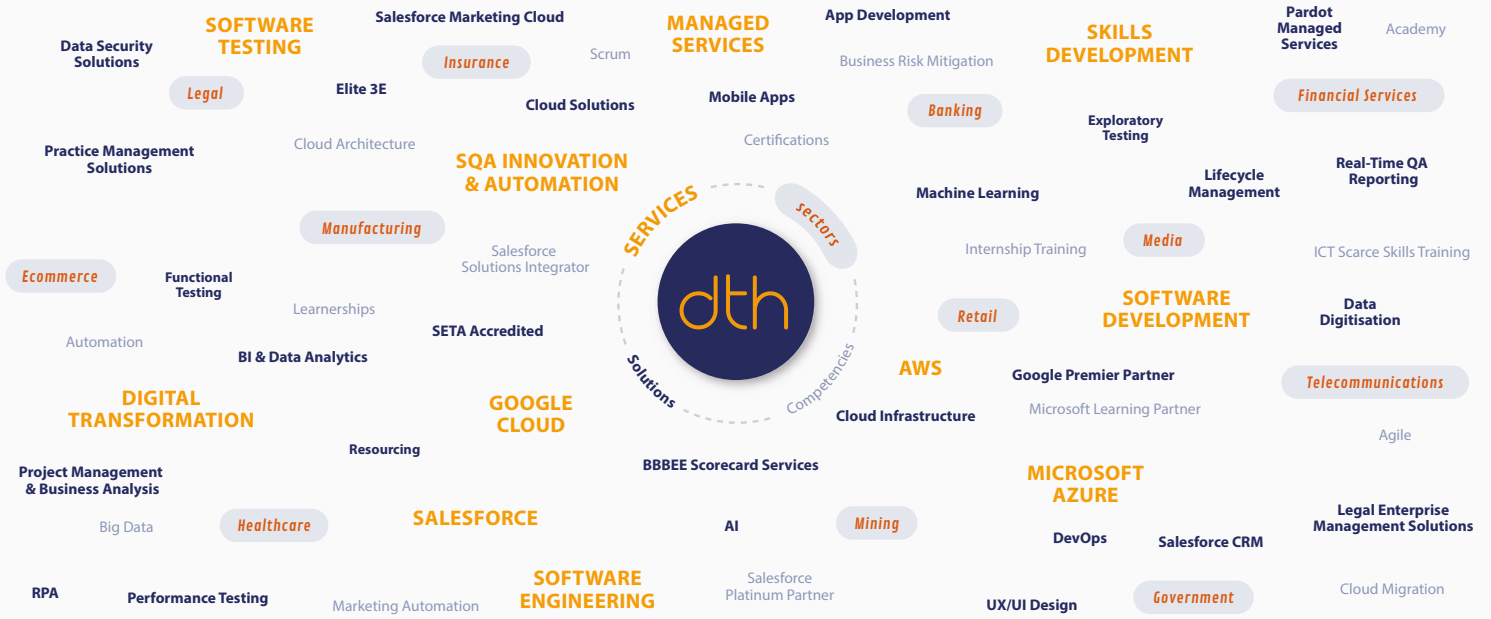 SOFTWARE
TESTING
Salesforce Marketing Cloud
MANAGED
SERVICES
App Development
SKILLS
DEVELOPMENT
Pardot
Managed
Services
Academy
Data Security
Solutions
Insurance
Scrum
Business Risk Mitigation
Legal
Elite 3E
Cloud Solutions
Mobile Apps
Banking
Financial Services
Exploratory
Testing
Practice Management
Solutions
Cloud Architecture
SQA INNOVATION
& AUTOMATION
Certifications
Machine Learning
Lifecycle
Management
Real-Time QA
Reporting
Manufacturing
SERVICES
sectors
Salesforce
Solutions Integrator
Internship Training
Media
ICT Scarce Skills Training
Ecommerce
Functional
Testing
Learnerships
dth
Retail
SOFTWARE
DEVELOPMENT
Data
Digitisation
Automation
BI & Data Analytics
SETA Accredited
Solutions
Competencies
AWS
Google Premier Partner
Telecommunications
DIGITAL
TRANSFORMATION
GOOGLE
CLOUD
Cloud Infrastructure
Microsoft Learning Partner
Agile
Resourcing
BBBEE Scorecard Services
Project Management
& Business Analysis
MICROSOFT
AZURE
Big Data
Healthcare
SALESFORCE
AI
Mining
DevOps
Salesforce CRM
Legal Enterprise
Management Solutions
RPA
Performance Testing
Marketing Automation
SOFTWARE
ENGINEERING
Salesforce
Platinum Partner
UX/UI Design
Government
Cloud Migration